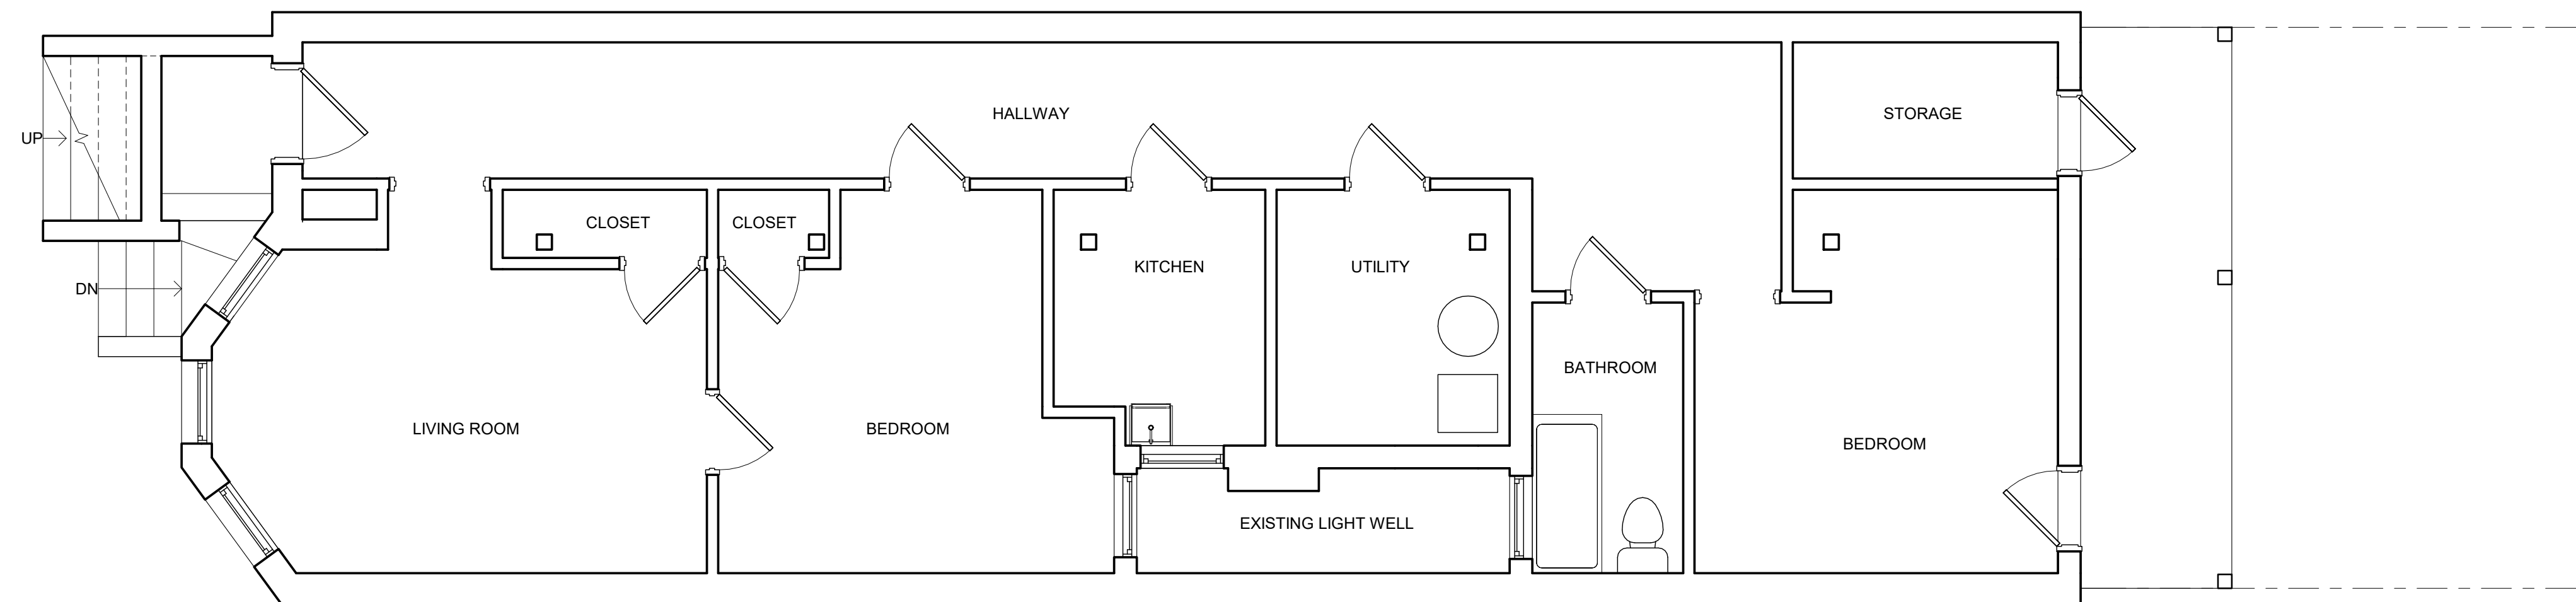 HALLWAY
STORAGE
UP
CLOSET
CLOSET
KITCHEN
UTILITY
DN
BATHROOM
LIVING ROOM
BEDROOM
BEDROOM
EXISTING LIGHT WELL